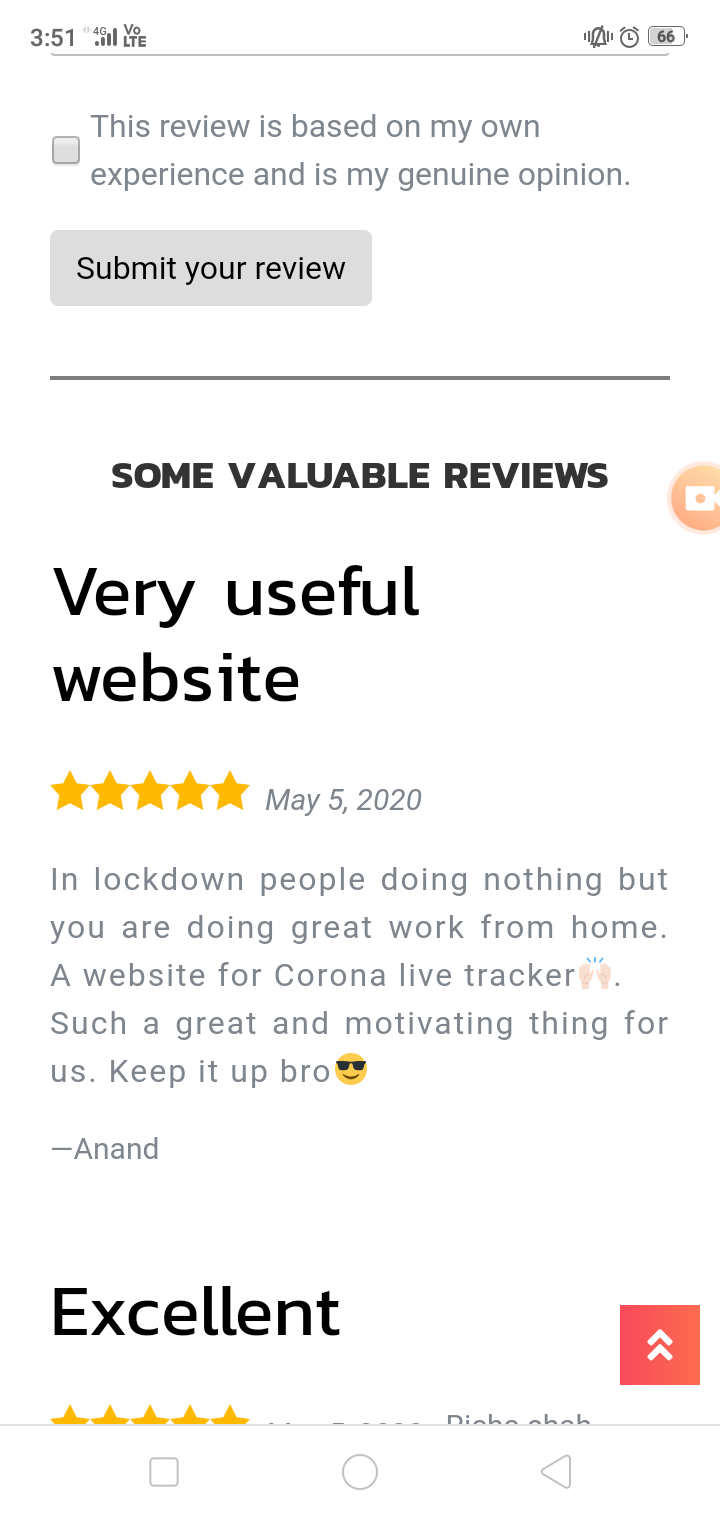 3:51 4G Vo LTE 66
This review is based on my own
experience and is my genuine opinion.
Submit your review
SOME VALUABLE REVIEWS
Very useful
website
May 5, 2020
In lockdown people doing nothing but
you are doing great work from home.
A website for Corona live tracker🙌🏻.
Such a great and motivating thing for
us. Keep it up bro😎
—Anand
Excellent